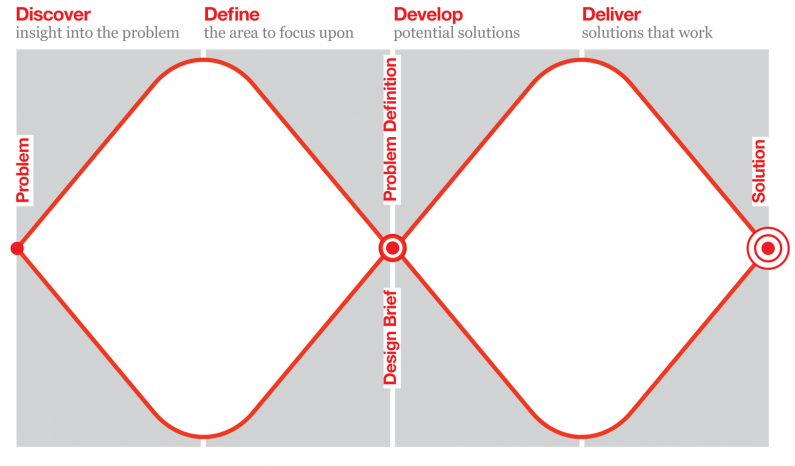 Discover
insight into the problem
Define
the area to focus upon
Develop
potential solutions
Deliver
solutions that work
Problem
Problem Definition
Design Brief
Solution